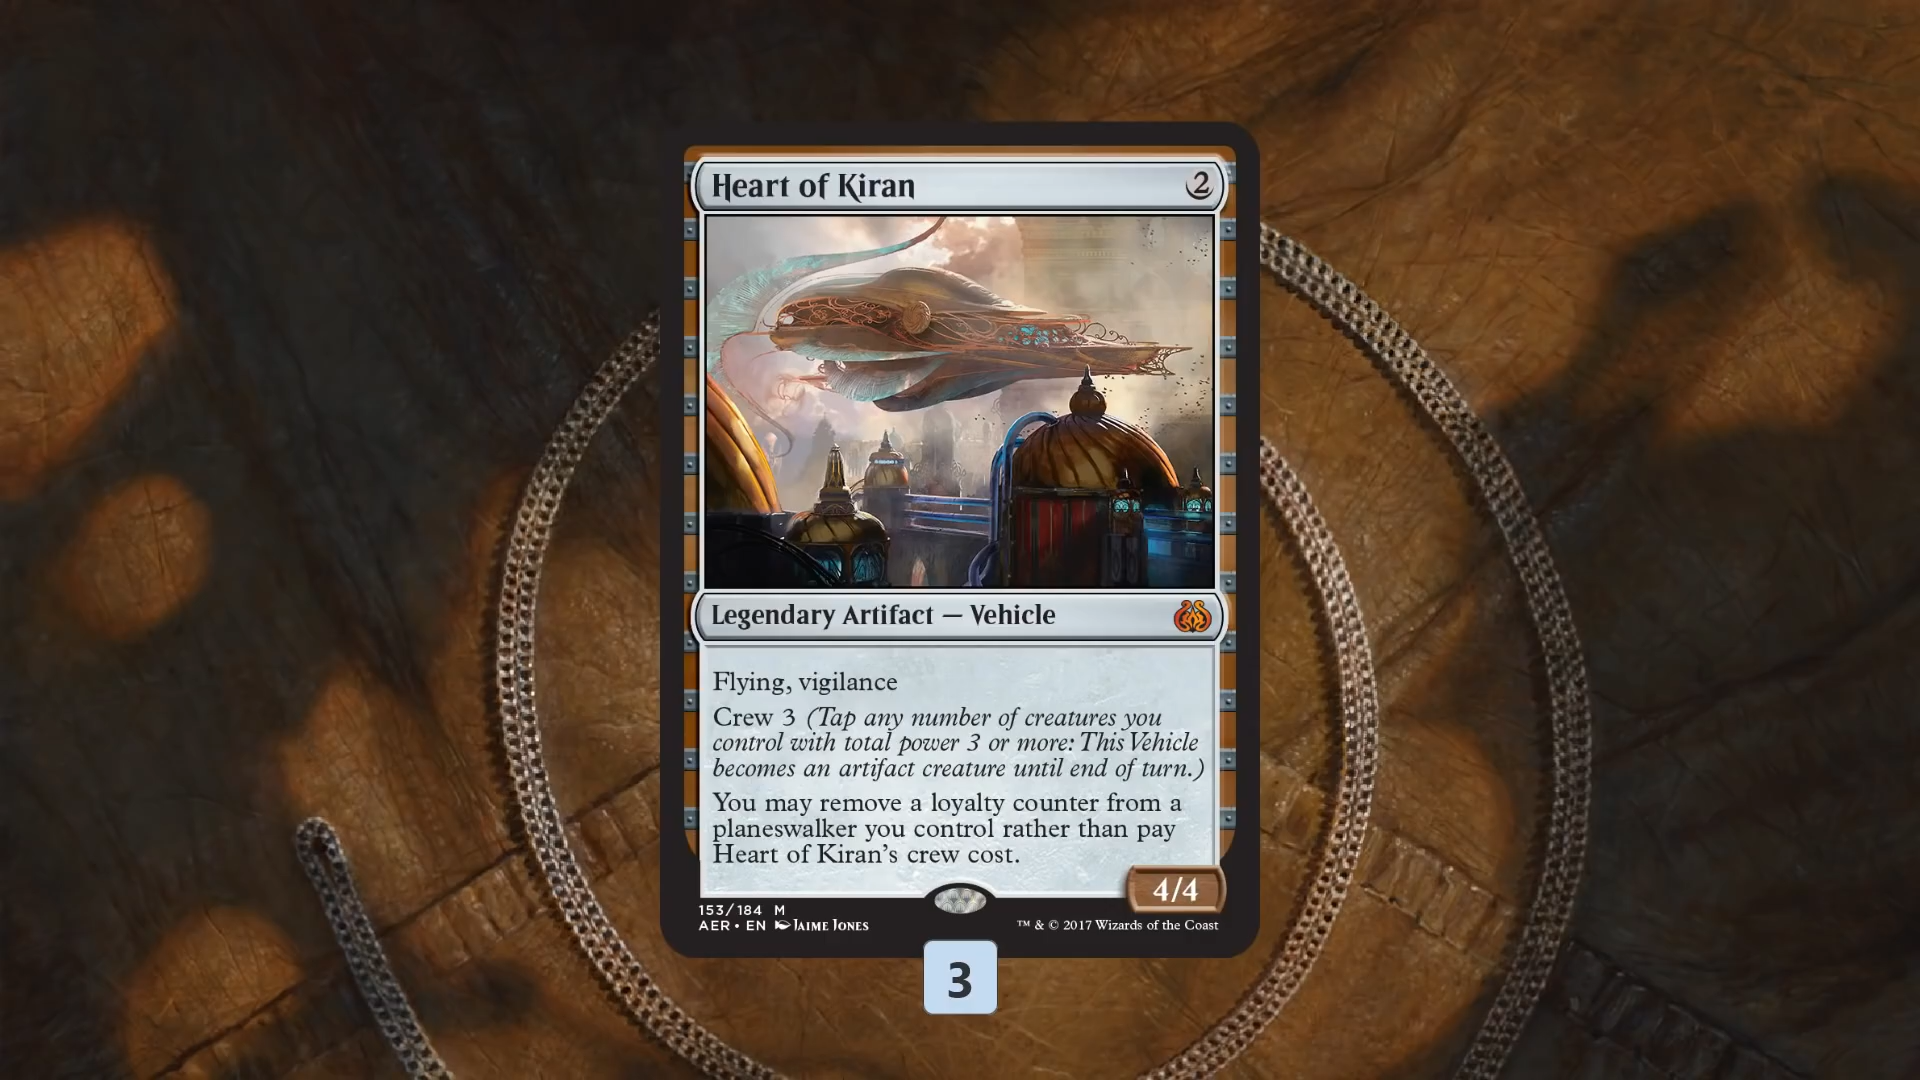 Heart of Kiran
2
Legendary Artifact — Vehicle
Flying, vigilance
Crew 3 (Tap any number of creatures you
control with total power 3 or more: This Vehicle
becomes an artifact creature until end of turn.)
You may remove a loyalty counter from a
planeswalker you control rather than pay
Heart of Kiran's crew cost.
4/4
153/184 M
AER • EN JAIME JONES
™ & © 2017 Wizards of the Coast
3